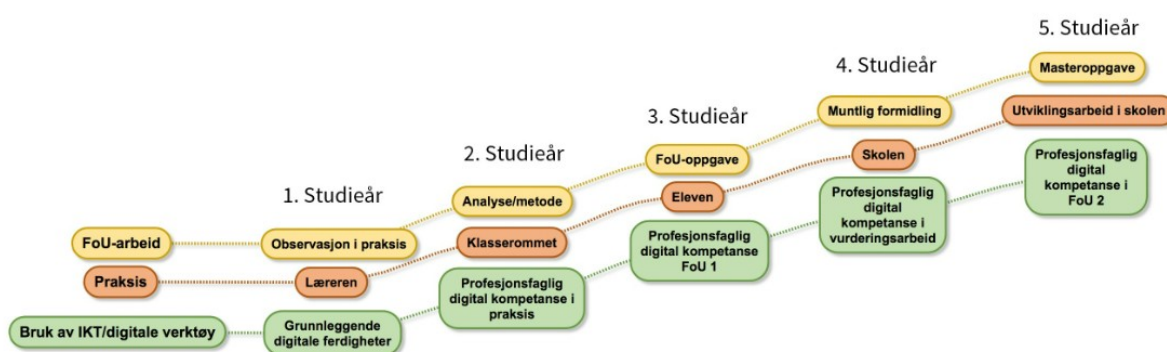 5. Studieår
Masteroppgave
Utviklingsarbeid i skolen
Profesjonsfaglig
digital
kompetanse i
FoU 2
4. Studieår
Muntlig formidling
Skolen
Profesjonsfaglig
digital
kompetanse i
vurderingsarbeid
3. Studieår
FoU-oppgave
Eleven
Profesjonsfaglig
digital kompetanse
FoU 1
2. Studieår
Analyse/metode
Klasserommet
Profesjonsfaglig
digital kompetanse i
praksis
1. Studieår
Observasjon i praksis
Læreren
Grunnleggende
digitale ferdigheter
FoU-arbeid
Praksis
Bruk av IKT/digitale verktøy